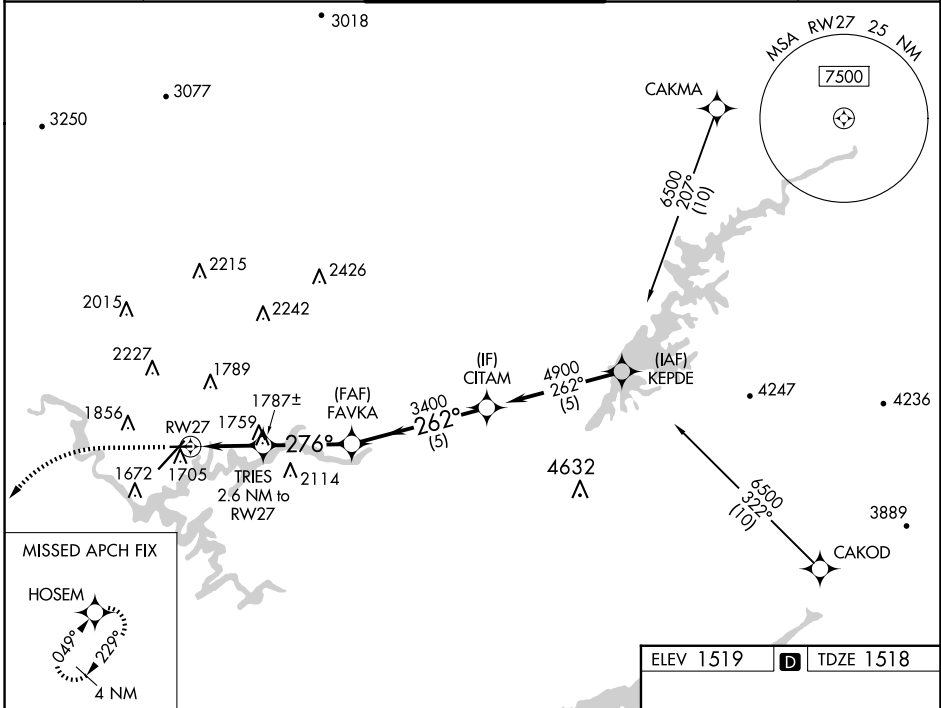 3018
MSA RW27 25 NM
7500
CAKMA
3077
3250
6500
207°
(10)
2215
2426
2015
2242
2227
1789
(IF)
CITAM
4900
262°
(5)
(IAF)
KEPDE
4247
4236
1787±
(FAF)
FAVKA
3400
262°
(5)
1856
RW27
1759
276°
1672
1705
TRIES
2.6 NM to
RW27
2114
4632
6500
322°
(10)
3889
CAKOD
MISSED APCH FIX
HOSEM
049°
229°
4 NM
ELEV 1519 D TDZE 1518